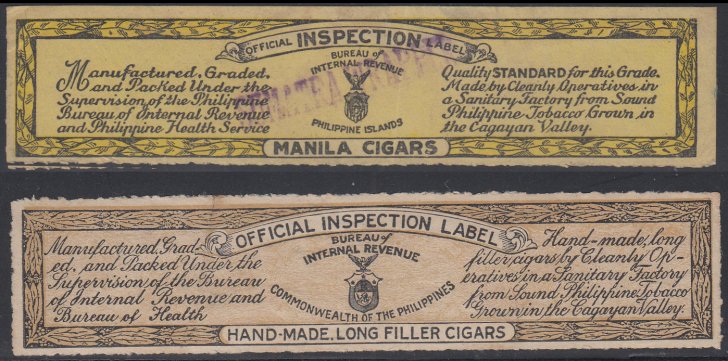 OFFICIAL INSPECTION LABEL
BUREAU of
INTERNAL REVENUE
Manufactured, Graded,
and Packed Under the
Supervision of the Philippine
Bureau of Internal Revenue
and Philippine Health Service
PHILIPPINE ISLANDS
Quality STANDARD for this Grade.
Made by Cleanly Operatives in
a Sanitary Factory from Sound
Philippine Tobacco Grown in
the Cagayan Valley.
MANILA CIGARS
OFFICIAL INSPECTION LABEL
BUREAU of
INTERNAL REVENUE
Manufactured, Grad-
ed, and Packed Under the
Supervision of the Bureau
of Internal Revenue and
Bureau of Health
COMMONWEALTH OF THE PHILIPPINES
Hand-made, long
filler, cigars by Cleanly Op-
eratives in a Sanitary Factory
from Sound Philippine Tobacco
Grown in the Cagayan Valley.
HAND-MADE, LONG FILLER CIGARS